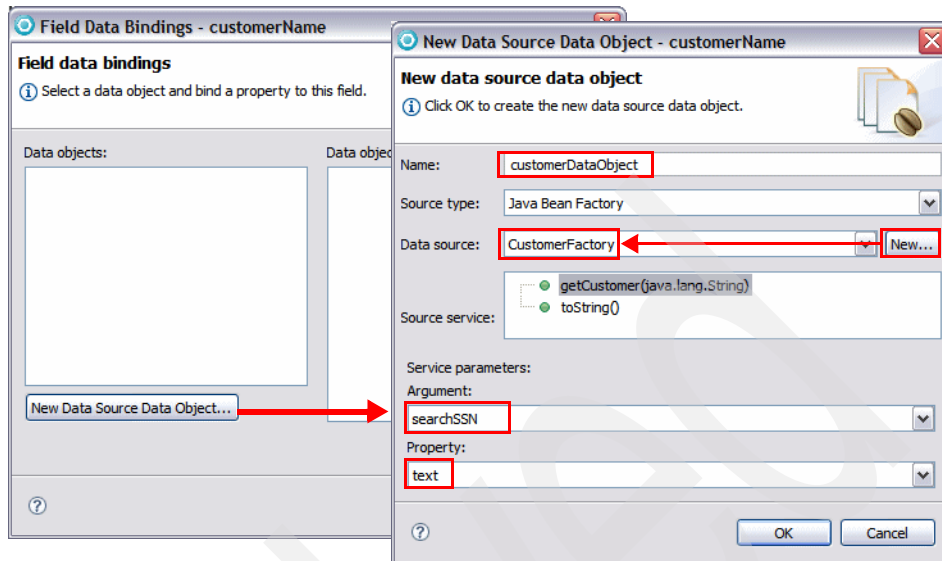 Field Data Bindings - customerName
Field data bindings
Select a data object and bind a property to this field.
Data objects:
Data objec
New Data Source Data Object...
New Data Source Data Object - customerName
New data source data object
Click OK to create the new data source data object.
Name:
customerDataObject
Source type:
Java Bean Factory
Data source:
CustomerFactory
New...
Source service:
getCustomer(java.lang.String)
toString()
Service parameters:
Argument:
searchSSN
Property:
text
OK
Cancel